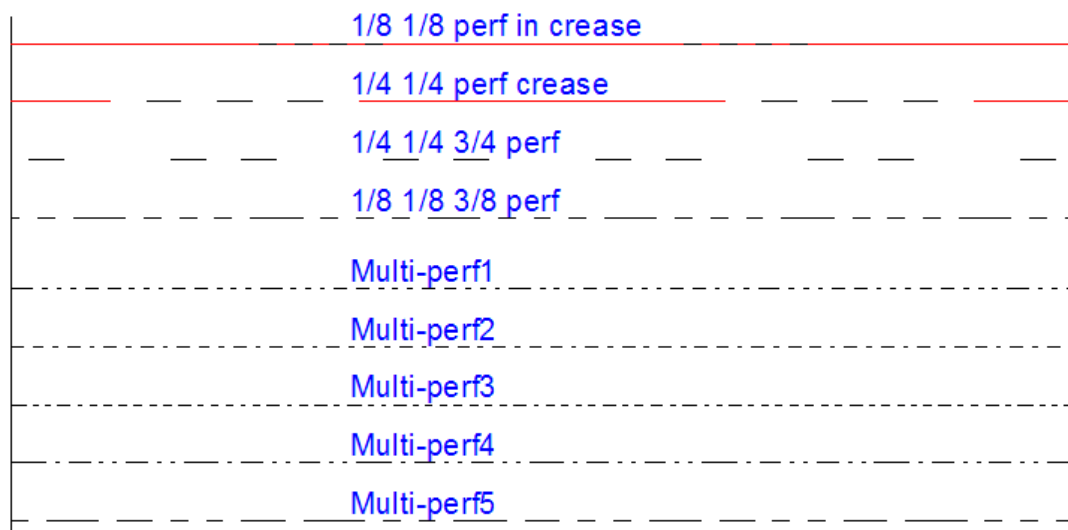 1/8 1/8 perf in crease
1/4 1/4 perf crease
1/4 1/4 3/4 perf
1/8 1/8 3/8 perf
Multi-perf1
Multi-perf2
Multi-perf3
Multi-perf4
Multi-perf5